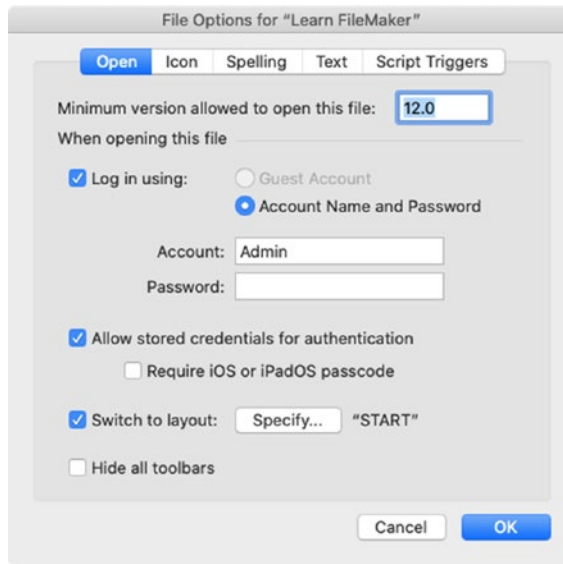 File Options for “Learn FileMaker”
Open Icon Spelling Text Script Triggers
Minimum version allowed to open this file: 12.0
When opening this file
Log in using: Guest Account
Account Name and Password
Account: Admin
Password:
Allow stored credentials for authentication
Require iOS or iPadOS passcode
Switch to layout: Specify... “START”
Hide all toolbars
Cancel OK